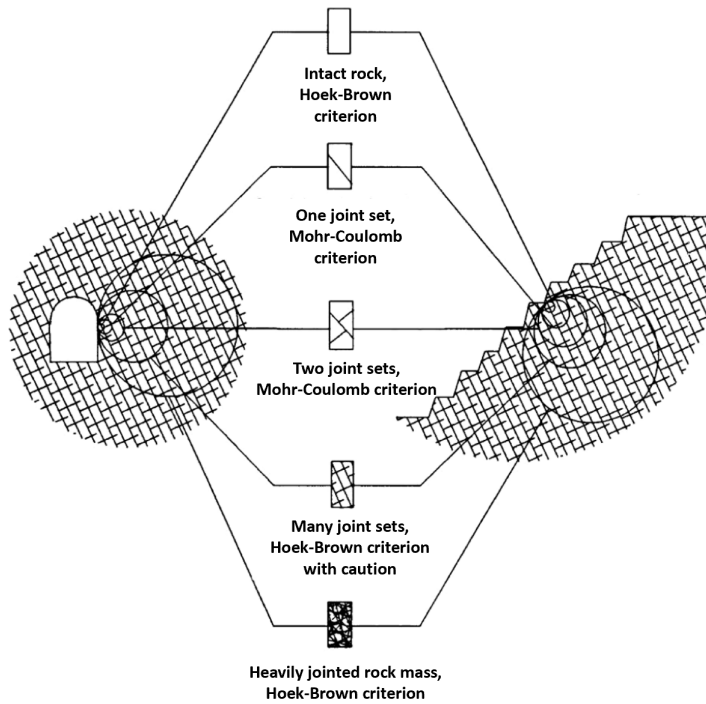 Intact rock,
Hoek-Brown
criterion
One joint set,
Mohr-Coulomb
criterion
Two joint sets,
Mohr-Coulomb criterion
Many joint sets,
Hoek-Brown criterion
with caution
Heavily jointed rock mass,
Hoek-Brown criterion